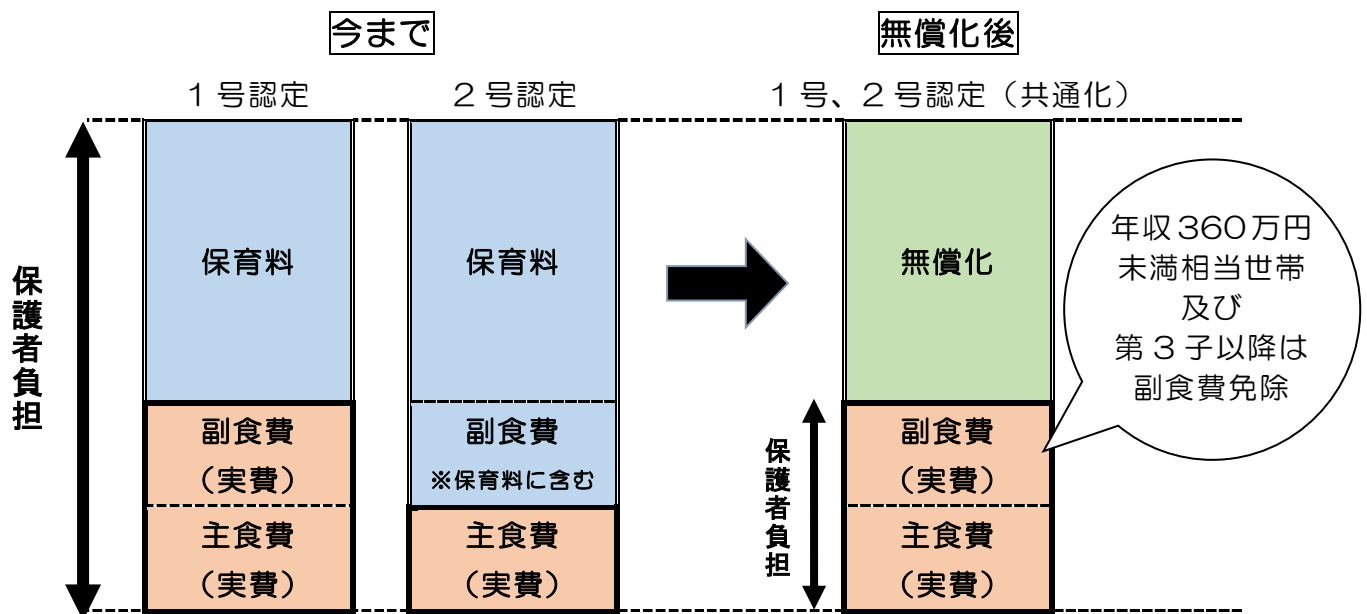 今まで
無償化後
1号認定
2号認定
1号、2号認定（共通化）
保護者負担
保育料
副食費
（実費）
主食費
（実費）
保育料
副食費
※保育料に含む
主食費
（実費）
保護者負担
無償化
副食費
（実費）
主食費
（実費）
年収360万円
未満相当世帯
及び
第3子以降は
副食費免除